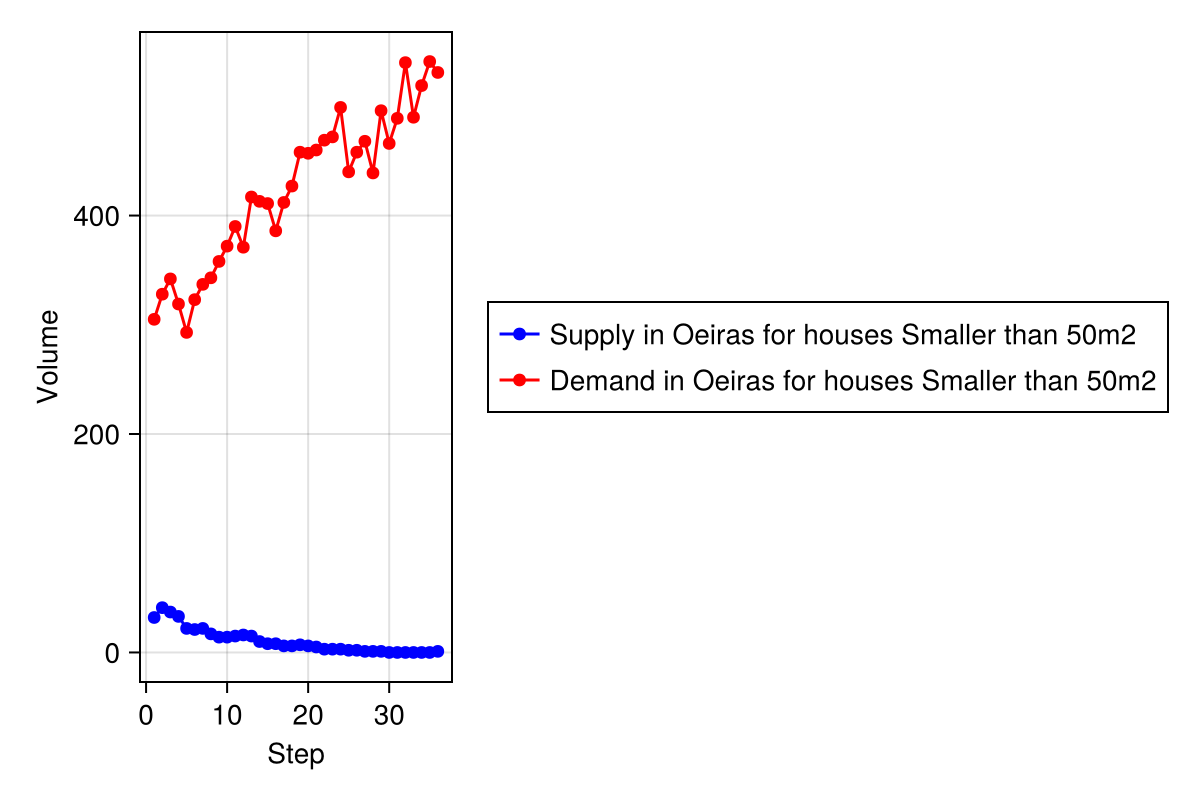 Volume
400
200
0
0 10 20 30
Step
Supply in Oeiras for houses Smaller than 50m2
Demand in Oeiras for houses Smaller than 50m2